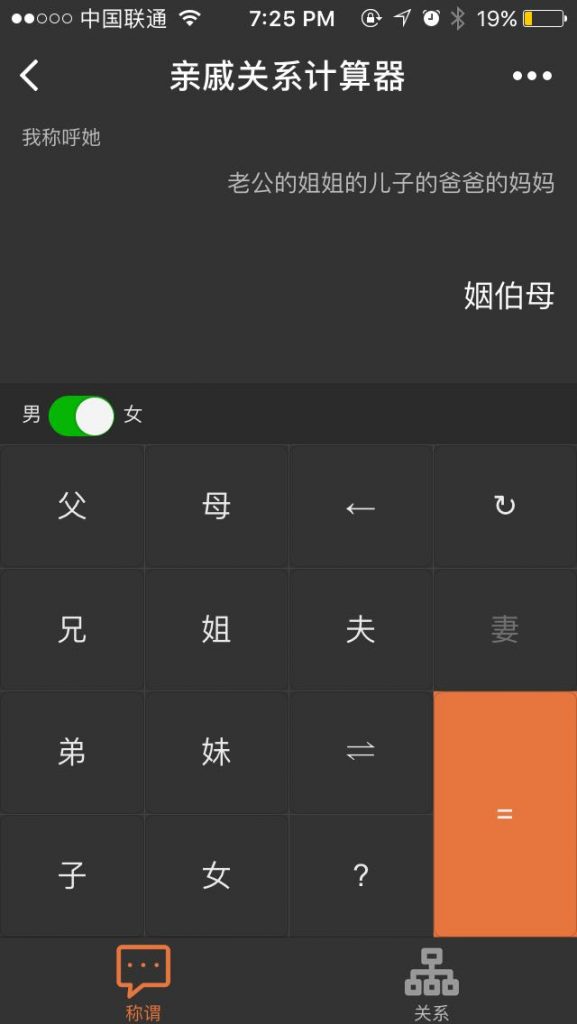 中国联通 7:25 PM 19%
亲戚关系计算器
我称呼她
老公的姐姐的儿子的爸爸的妈妈
姻伯母
男 女
父 母 ← ↻
兄 姐 夫 妻
弟 妹 ⇌
=
子 女 ?
称谓 关系